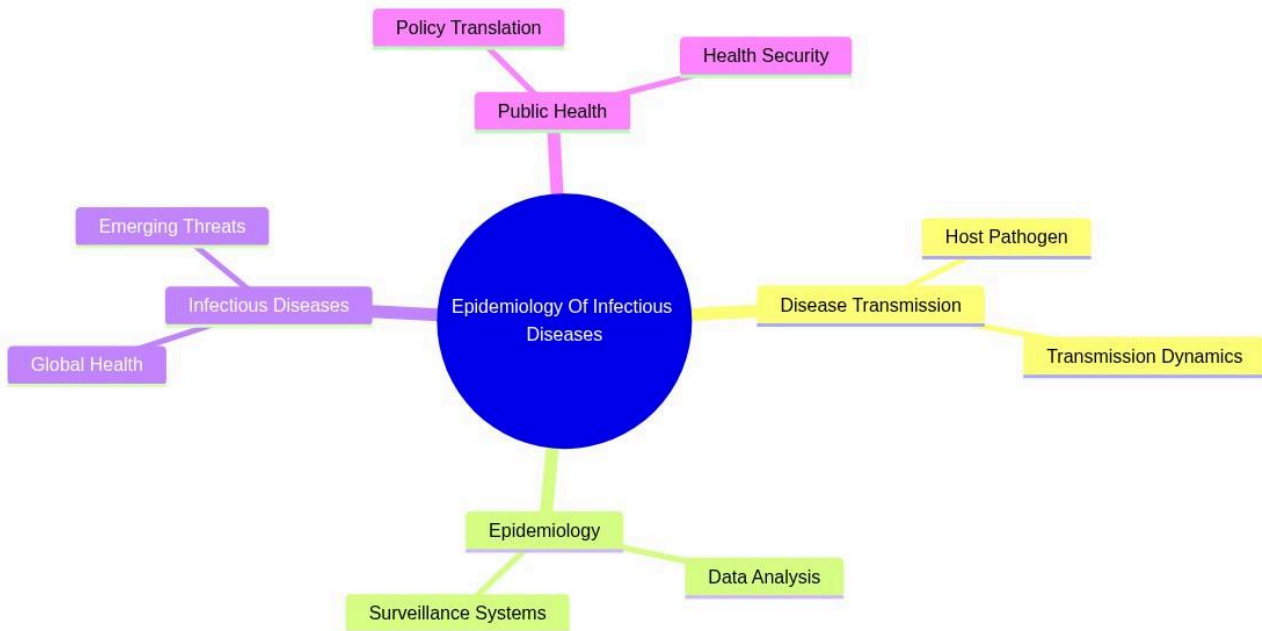 Policy Translation
Health Security
Public Health
Emerging Threats
Host Pathogen
Infectious Diseases
Epidemiology Of Infectious
Diseases
Disease Transmission
Global Health
Transmission Dynamics
Epidemiology
Data Analysis
Surveillance Systems